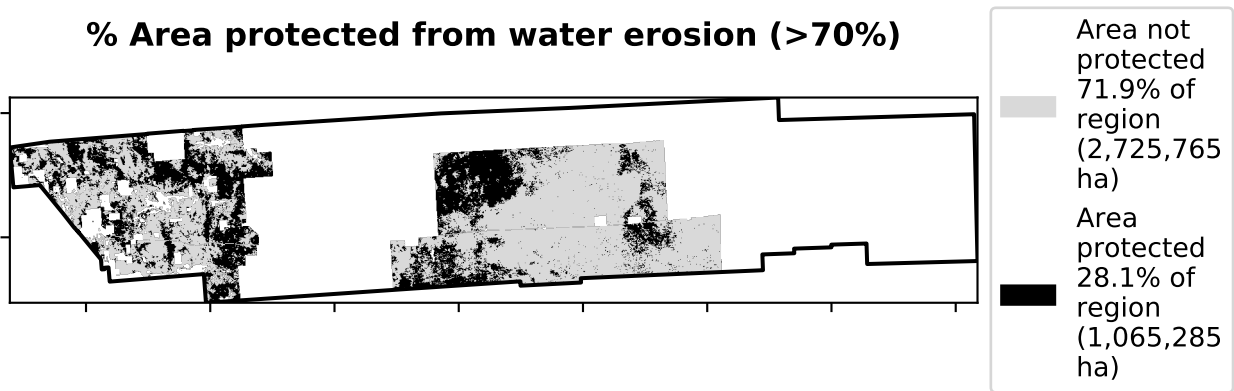 % Area protected from water erosion (>70%)
Area not
protected
71.9% of
region
(2,725,765
ha)
Area
protected
28.1% of
region
(1,065,285
ha)